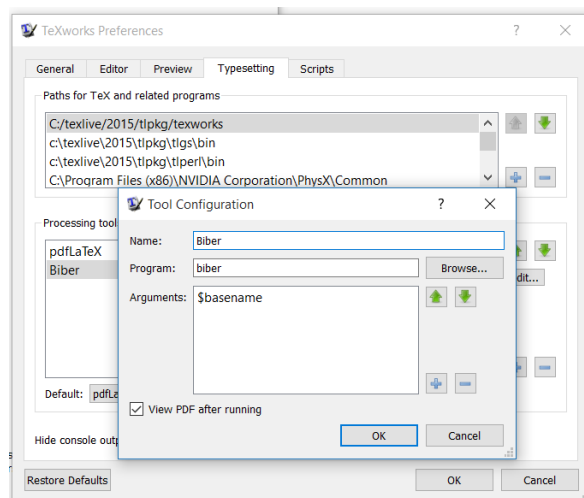 TeXworks Preferences
General Editor Preview Typesetting Scripts
Paths for TeX and related programs
C:/texlive/2015/tlpkg/texworks
c:\texlive\2015\tlpkg\tlgs\bin
c:\texlive\2015\tlpkg\tlperl\bin
C:\Program Files (x86)\NVIDIA Corporation\PhysX\Common
Processing tool
pdfLaTeX
Biber
dit...
Default: pdfLa
Hide console outp
Restore Defaults OK Cancel
Tool Configuration
Name: Biber
Program: biber Browse...
Arguments: $basename
View PDF after running
OK Cancel